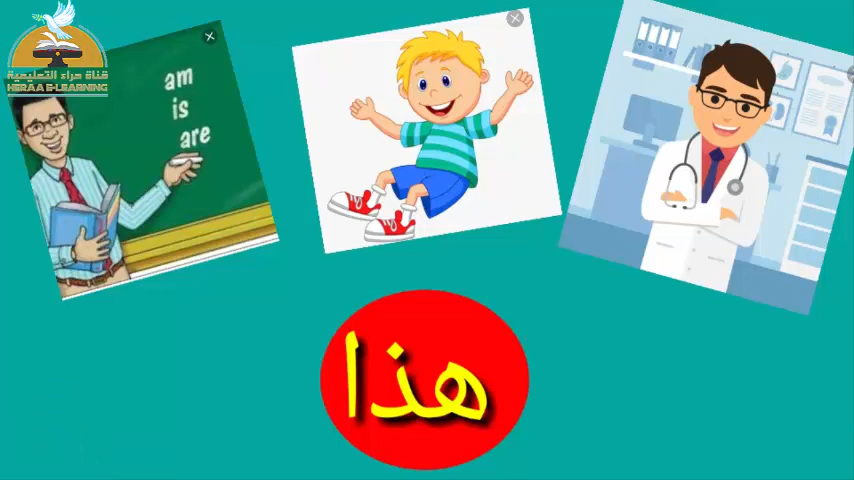 قناة حراء التعليمية
HERAA E-LEARNING
am
is
are
هذا